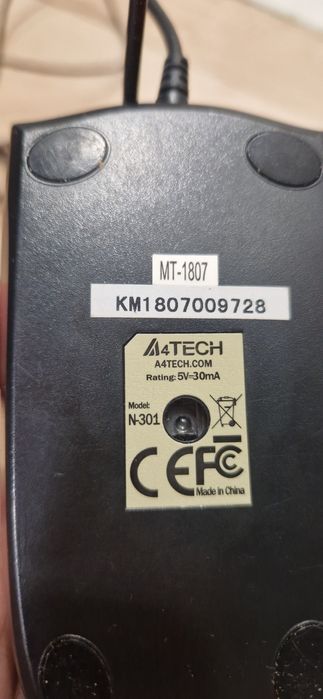 MT-1807
KM1807009728
A4TECH
A4TECH.COM
Rating: 5V=30mA
Model:
N-301
CE FC
Made in China